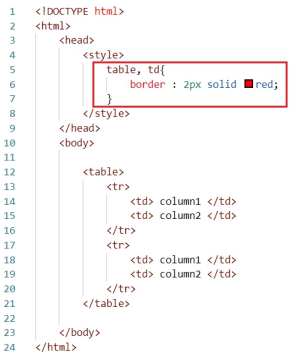 1 <!DOCTYPE html>
2 <html>
3 <head>
4 <style>
5 table, td{
6 border : 2px solid red;
7 }
8 </style>
9 </head>
10 <body>
11
12 <table>
13 <tr>
14 <td> column1 </td>
15 <td> column2 </td>
16 </tr>
17 <tr>
18 <td> column1 </td>
19 <td> column2 </td>
20 </tr>
21 </table>
22
23 </body>
24 </html>